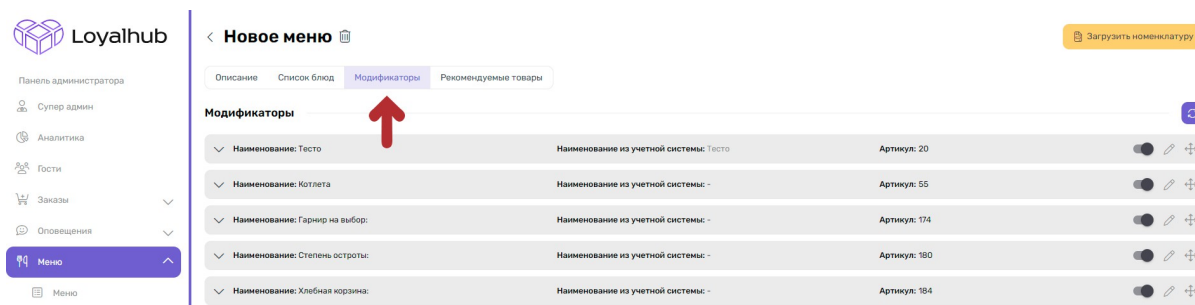 Loyalhub
Новое меню
Загрузить номенклатуру
Панель администратора
Описание Список блюд Модификаторы Рекомендуемые товары
Супер админ
Модификаторы
Аналитика
Наименование: Тесто Наименование из учетной системы: Тесто Артикул: 20
Гости
Наименование: Котлета Наименование из учетной системы: - Артикул: 55
Заказы
Наименование: Гарнир на выбор: Наименование из учетной системы: - Артикул: 174
Оповещения
Наименование: Степень остроты: Наименование из учетной системы: - Артикул: 180
Меню
Наименование: Хлебная корзина: Наименование из учетной системы: - Артикул: 184
Меню